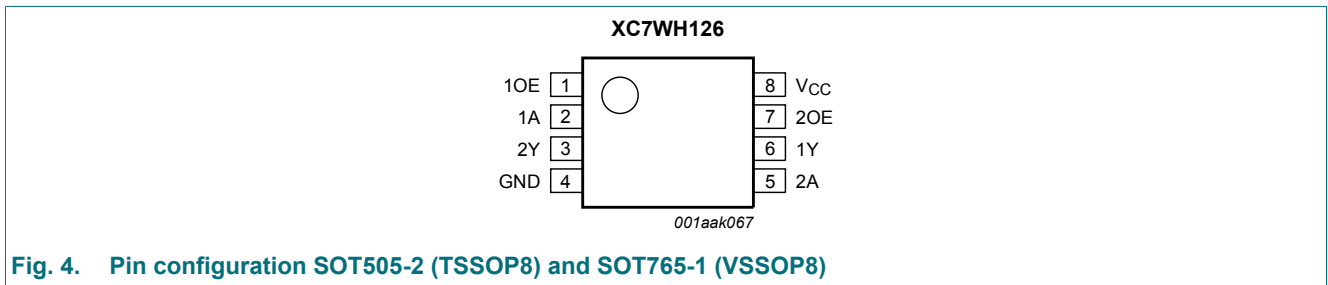 XC7WH126
1OE 1 8 VCC
1A 2 7 2OE
2Y 3 6 1Y
GND 4 5 2A
001aak067
Fig. 4. Pin configuration SOT505-2 (TSSOP8) and SOT765-1 (VSSOP8)